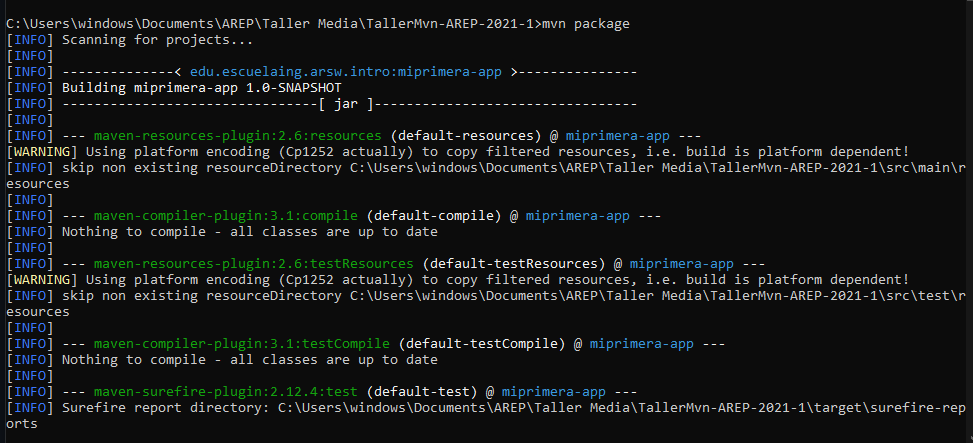 C:\Users\windows\Documents\AREP\Taller Media\TallerMvn-AREP-2021-1>mvn package
[INFO] Scanning for projects...
[INFO]
[INFO] --------------< edu.escuelaing.arsw.intro:miprimera-app >---------------
[INFO] Building miprimera-app 1.0-SNAPSHOT
[INFO] --------------------------------[ jar ]---------------------------------
[INFO]
[INFO] --- maven-resources-plugin:2.6:resources (default-resources) @ miprimera-app ---
[WARNING] Using platform encoding (Cp1252 actually) to copy filtered resources, i.e. build is platform dependent!
[INFO] skip non existing resourceDirectory C:\Users\windows\Documents\AREP\Taller Media\TallerMvn-AREP-2021-1\src\main\r
esources
[INFO]
[INFO] --- maven-compiler-plugin:3.1:compile (default-compile) @ miprimera-app ---
[INFO] Nothing to compile - all classes are up to date
[INFO]
[INFO] --- maven-resources-plugin:2.6:testResources (default-testResources) @ miprimera-app ---
[WARNING] Using platform encoding (Cp1252 actually) to copy filtered resources, i.e. build is platform dependent!
[INFO] skip non existing resourceDirectory C:\Users\windows\Documents\AREP\Taller Media\TallerMvn-AREP-2021-1\src\test\r
esources
[INFO]
[INFO] --- maven-compiler-plugin:3.1:testCompile (default-testCompile) @ miprimera-app ---
[INFO] Nothing to compile - all classes are up to date
[INFO]
[INFO] --- maven-surefire-plugin:2.12.4:test (default-test) @ miprimera-app ---
[INFO] Surefire report directory: C:\Users\windows\Documents\AREP\Taller Media\TallerMvn-AREP-2021-1\target\surefire-rep
orts